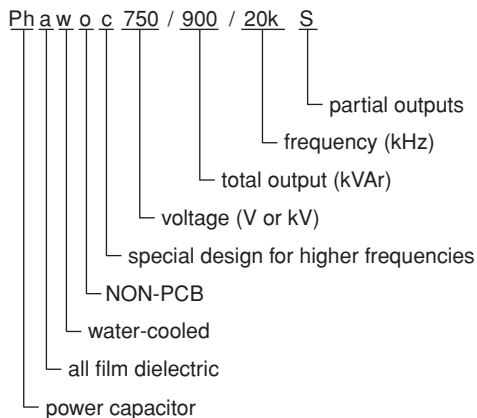 Ph a w o c 750 / 900 / 20k S
partial outputs
frequency (kHz)
total output (kVAr)
voltage (V or kV)
special design for higher frequencies
NON-PCB
water-cooled
all film dielectric
power capacitor